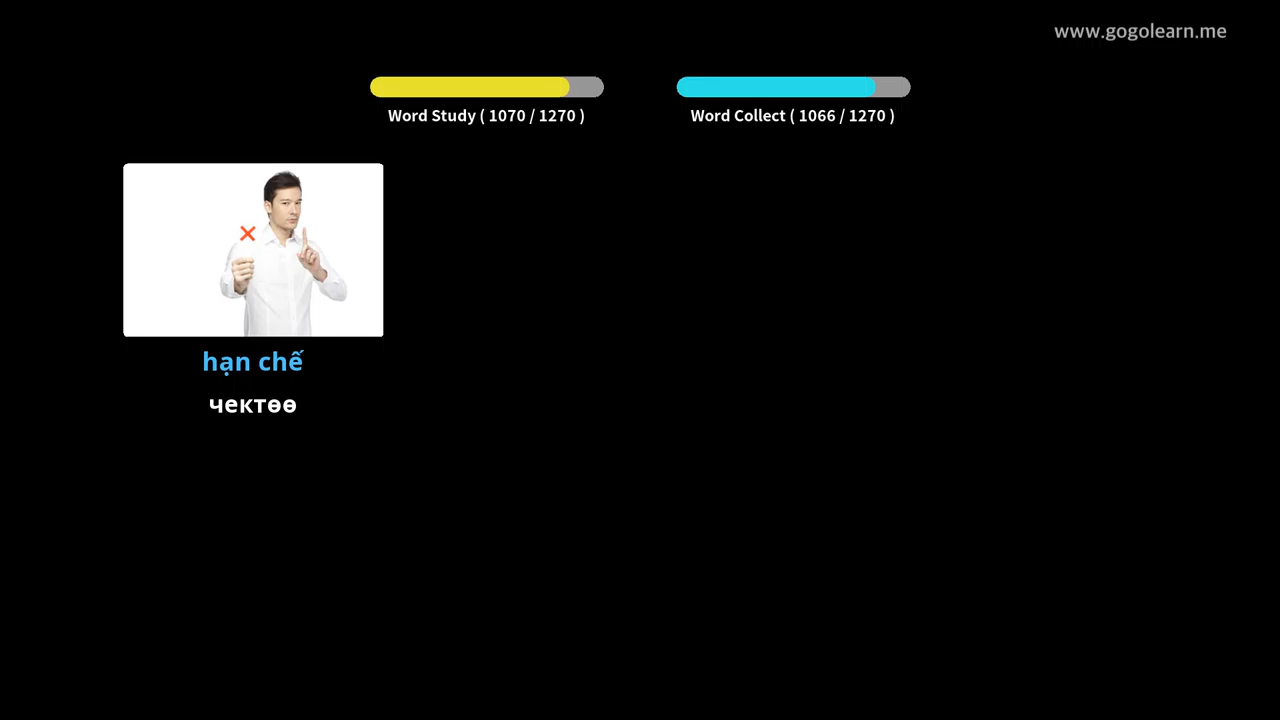 www.gogolearn.me
Word Study ( 1070 / 1270 )
Word Collect ( 1066 / 1270 )
hạn chế
чектөө